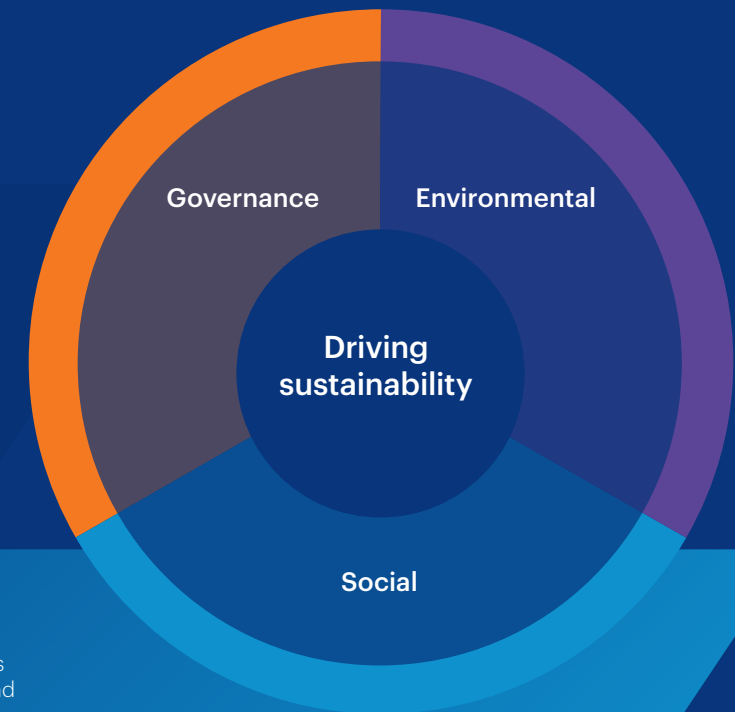 Governance
Environmental
Driving
sustainability
Social